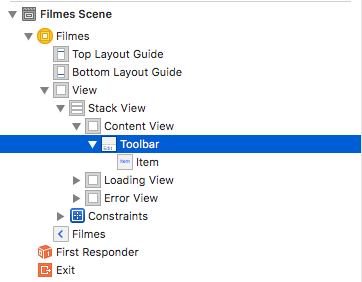 Filmes Scene
Filmes
Top Layout Guide
Bottom Layout Guide
View
Stack View
Content View
Toolbar
Item
Loading View
Error View
Constraints
Filmes
First Responder
Exit